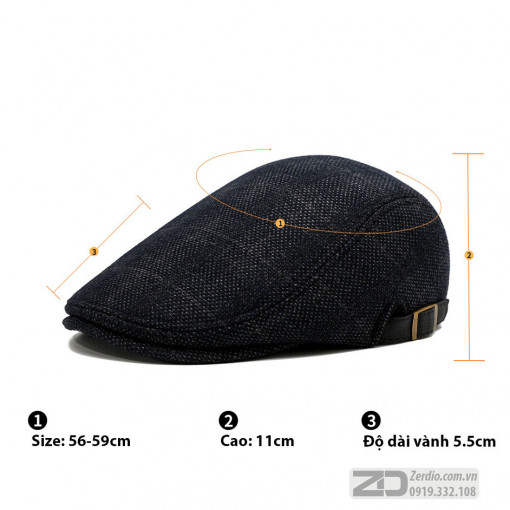 3
1
2
1
Size: 56-59cm
2
Cao: 11cm
3
Độ dài vành 5.5cm
ZD
Zerdio.com.vn
0919.332.108